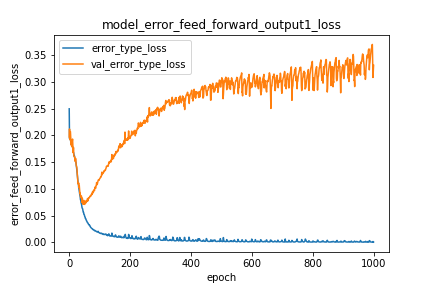 model_error_feed_forward_output1_loss
error_type_loss
val_error_type_loss
error_feed_forward_output1_loss
0.35
0.30
0.25
0.20
0.15
0.10
0.05
0.00
0 200 400 600 800 1000
epoch